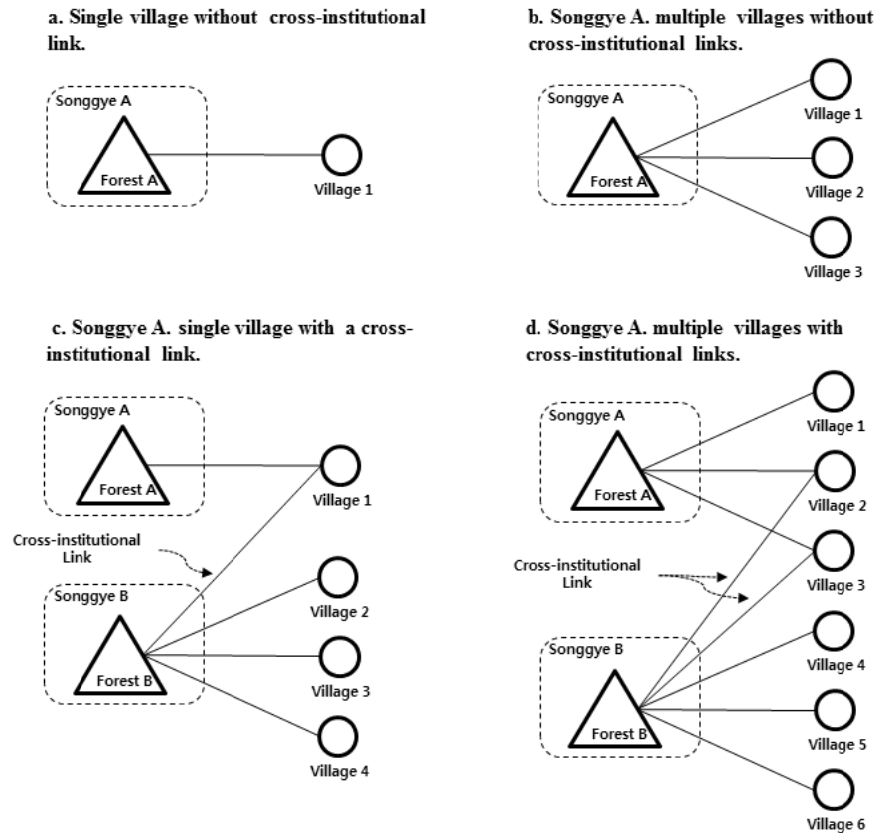 a. Single village without cross-institutional
link.
Songgye A
Forest A
Village 1
b. Songgye A. multiple villages without
cross-institutional links.
Songgye A
Forest A
Village 1
Village 2
Village 3
c. Songgye A. single village with a cross-
institutional link.
Songgye A
Forest A
Village 1
Cross-institutional
Link
Songgye B
Forest B
Village 2
Village 3
Village 4
d. Songgye A. multiple villages with
cross-institutional links.
Songgye A
Forest A
Village 1
Village 2
Village 3
Cross-institutional
Link
Songgye B
Forest B
Village 4
Village 5
Village 6